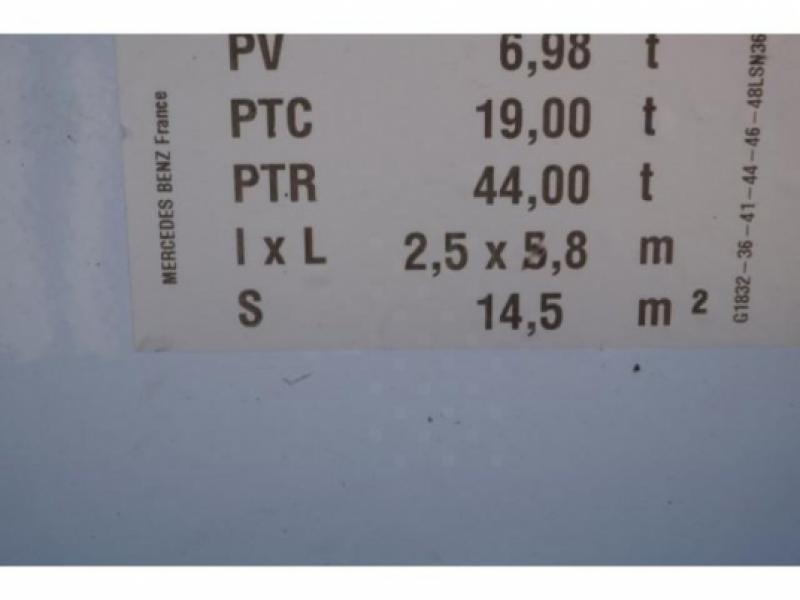 PV 6,98 t
PTC 19,00 t
PTR 44,00 t
l x L 2,5 x 5,8 m
S 14,5 m²
MERCEDES BENZ France
G1832-36-41-44-46-48LSN36